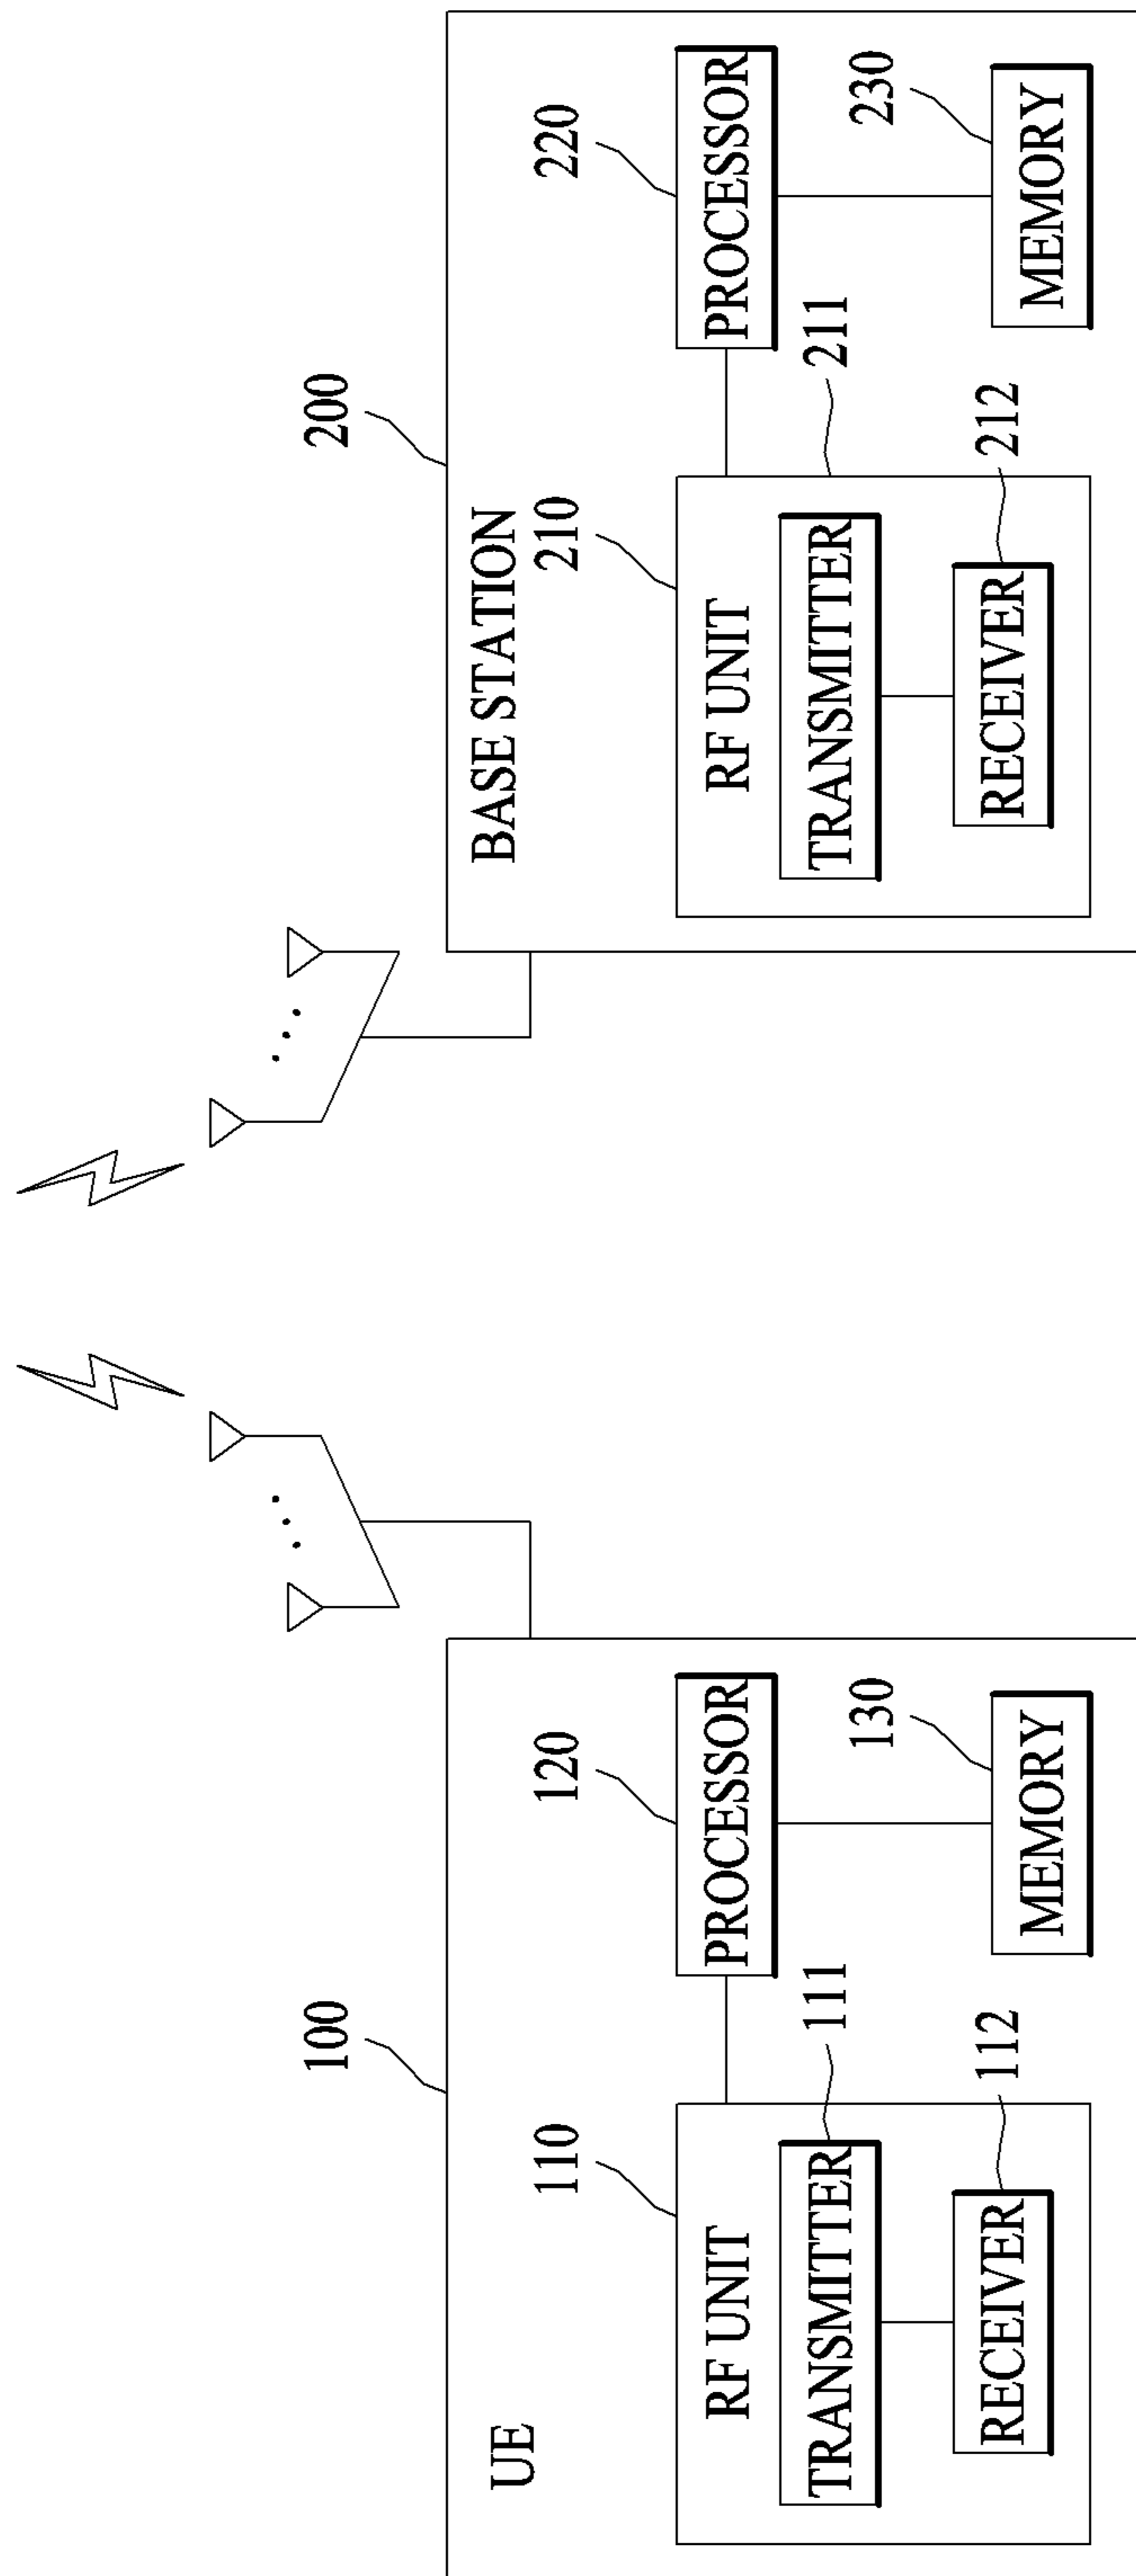 100
UE
110
RF UNIT
TRANSMITTER
111
RECEIVER
112
120
PROCESSOR
130
MEMORY
200
BASE STATION
210
RF UNIT
TRANSMITTER
211
RECEIVER
212
220
PROCESSOR
230
MEMORY